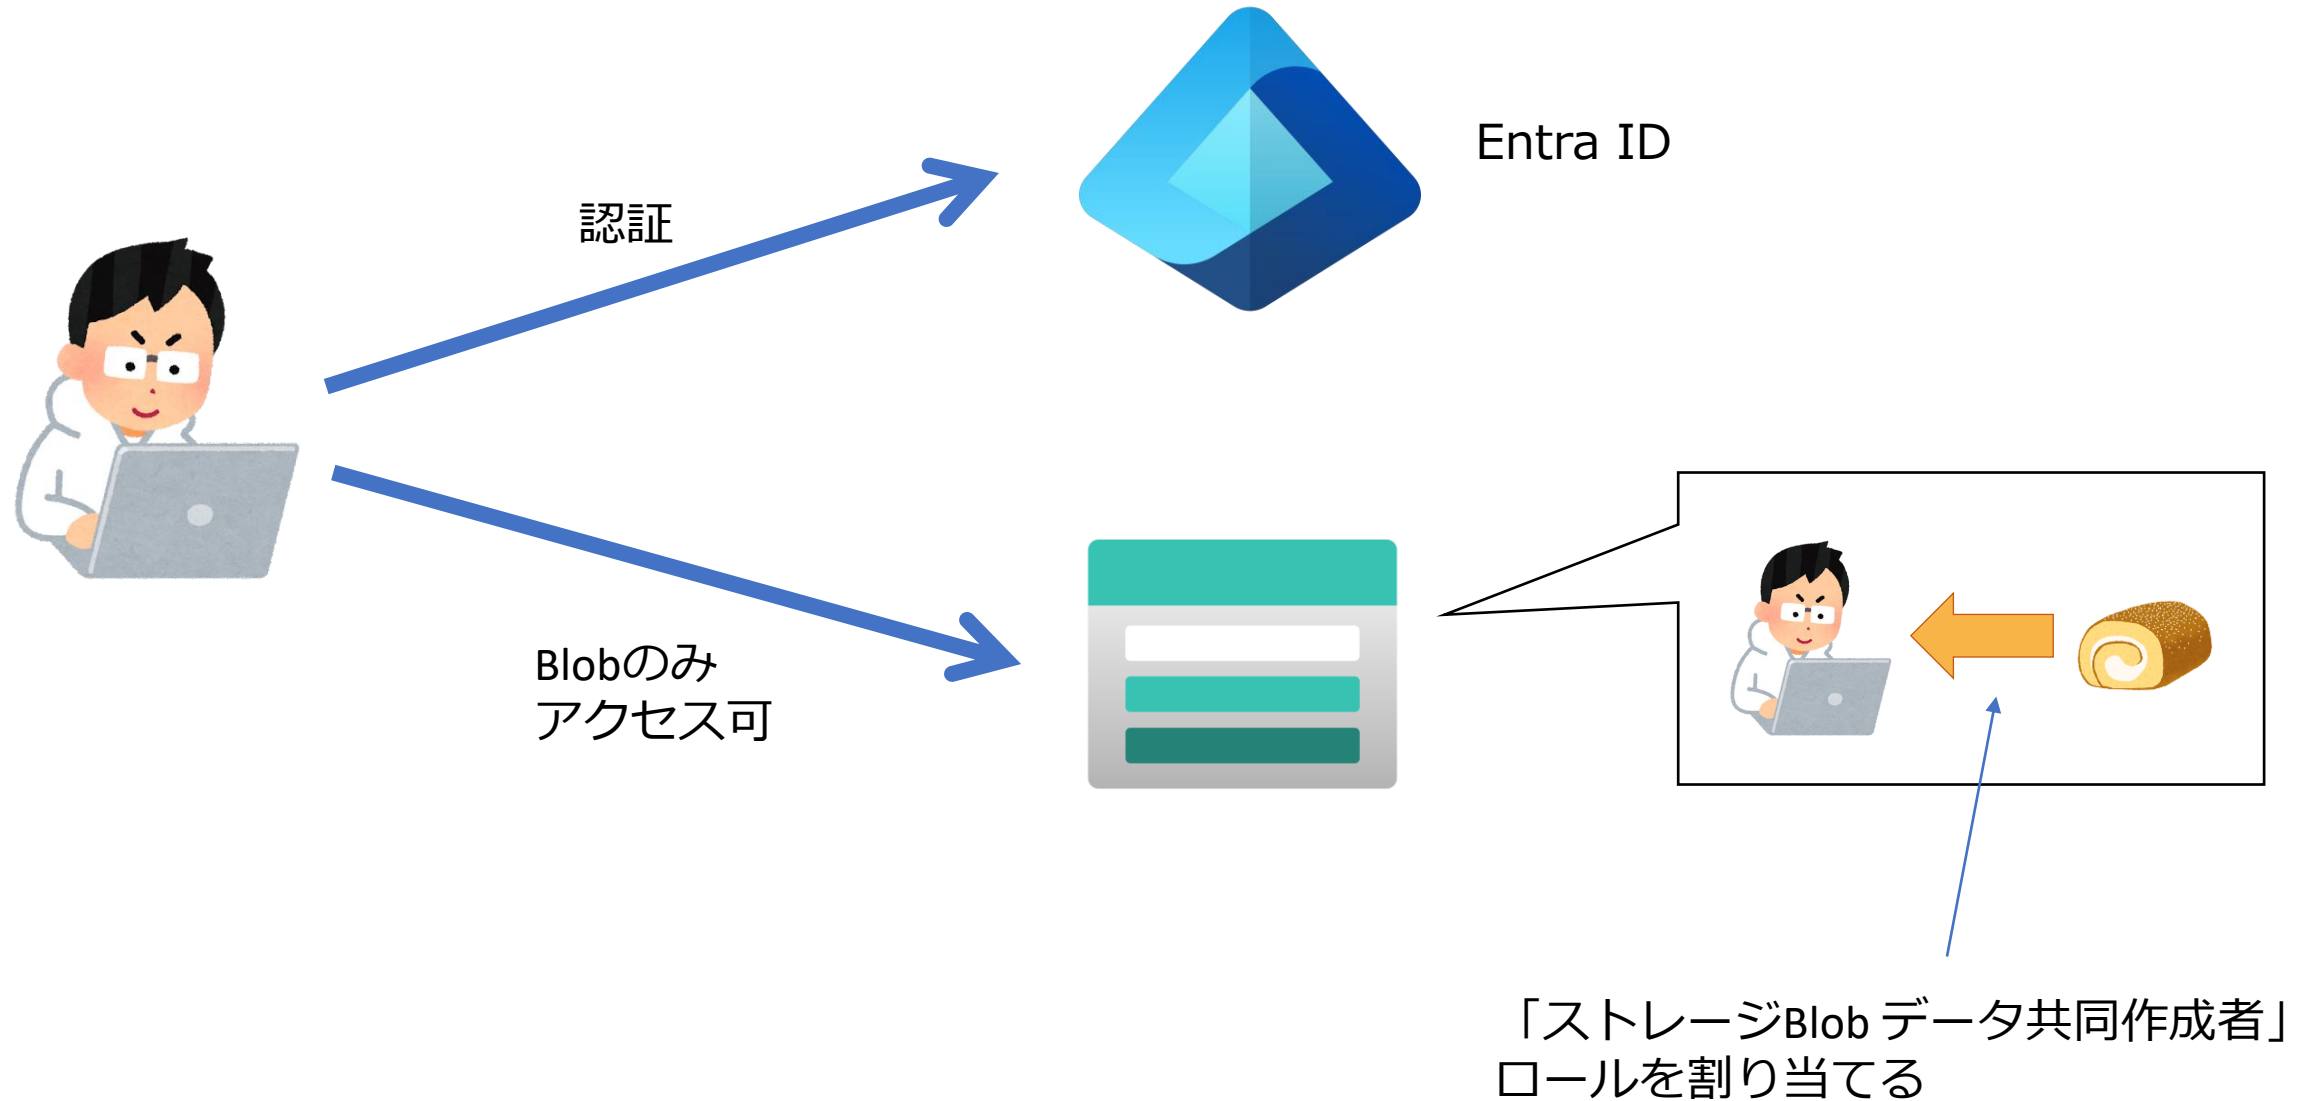 Entra ID
認証
Blobのみ
アクセス可
「ストレージBlob データ共同作成者」
ロールを割り当てる